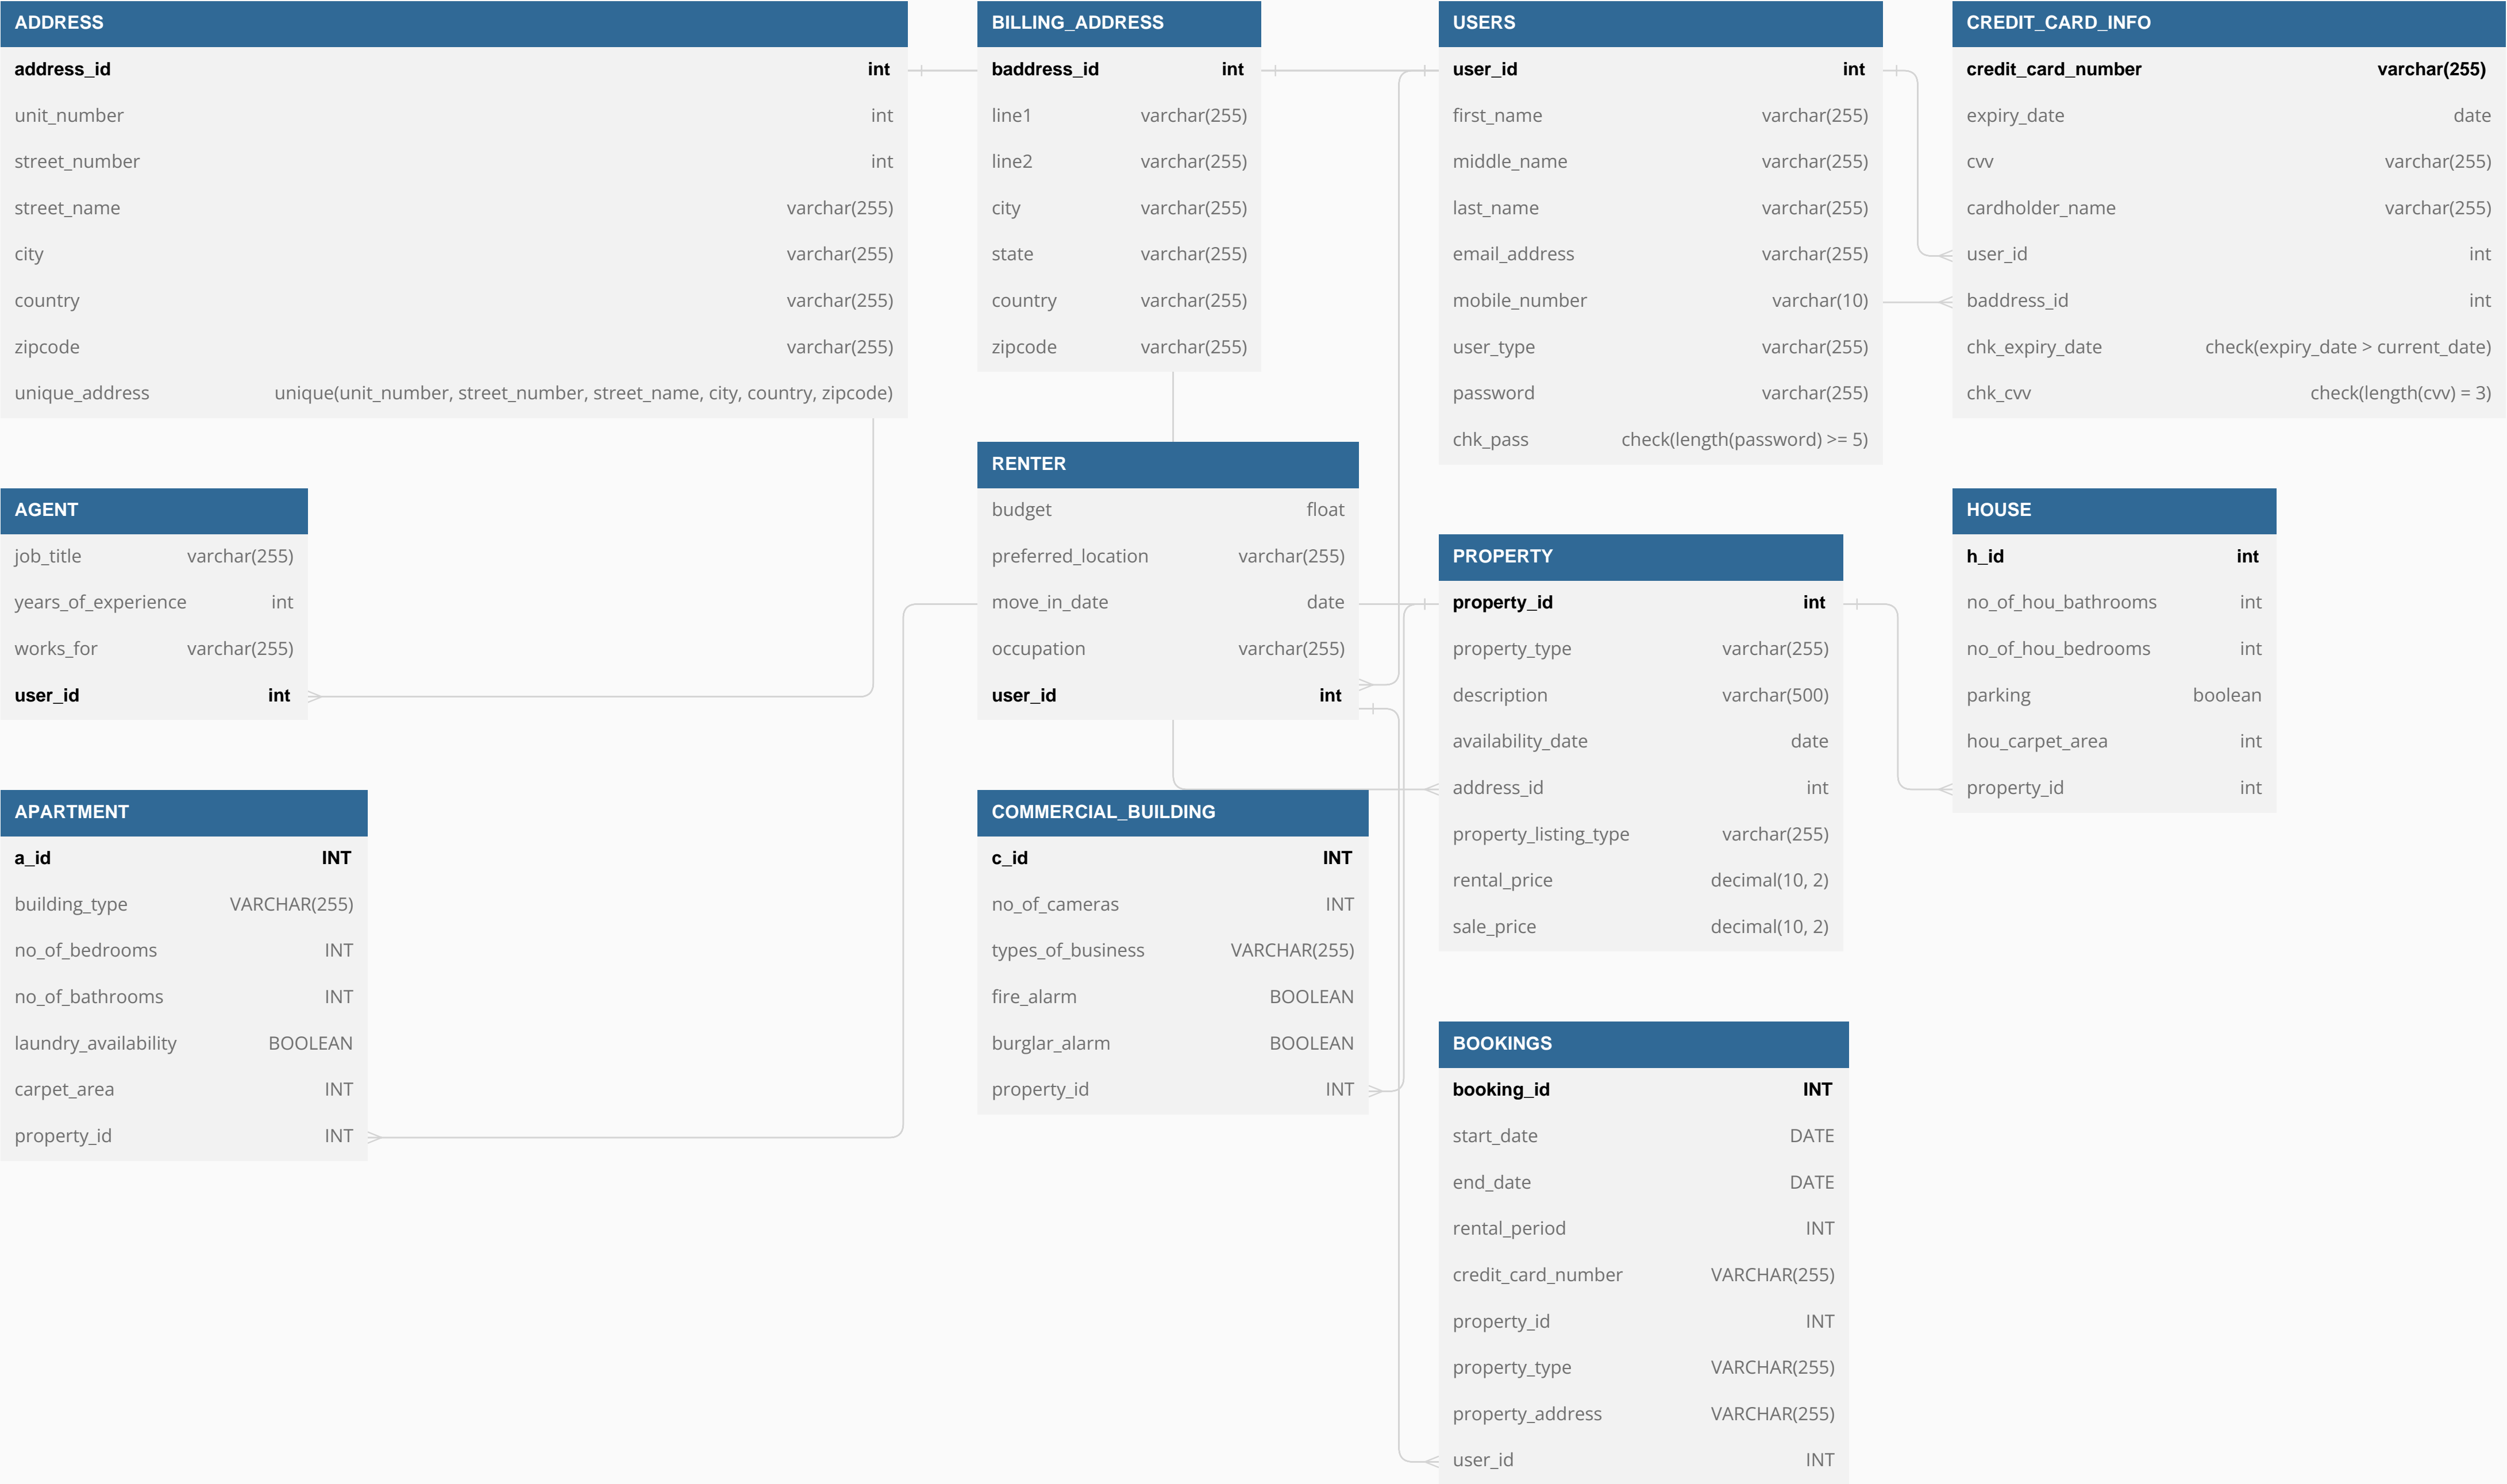 ADDRESS
address_id int
unit_number int
street_number int
street_name varchar(255)
city varchar(255)
country varchar(255)
zipcode varchar(255)
unique_address unique(unit_number, street_number, street_name, city, country, zipcode)
BILLING_ADDRESS
baddress_id int
line1 varchar(255)
line2 varchar(255)
city varchar(255)
state varchar(255)
country varchar(255)
zipcode varchar(255)
USERS
user_id int
first_name varchar(255)
middle_name varchar(255)
last_name varchar(255)
email_address varchar(255)
mobile_number varchar(10)
user_type varchar(255)
password varchar(255)
chk_pass check(length(password) >= 5)
CREDIT_CARD_INFO
credit_card_number varchar(255)
expiry_date date
cvv varchar(255)
cardholder_name varchar(255)
user_id int
baddress_id int
chk_expiry_date check(expiry_date > current_date)
chk_cvv check(length(cvv) = 3)
AGENT
job_title varchar(255)
years_of_experience int
works_for varchar(255)
user_id int
RENTER
budget float
preferred_location varchar(255)
move_in_date date
occupation varchar(255)
user_id int
PROPERTY
property_id int
property_type varchar(255)
description varchar(500)
availability_date date
address_id int
property_listing_type varchar(255)
rental_price decimal(10, 2)
sale_price decimal(10, 2)
HOUSE
h_id int
no_of_hou_bathrooms int
no_of_hou_bedrooms int
parking boolean
hou_carpet_area int
property_id int
APARTMENT
a_id INT
building_type VARCHAR(255)
no_of_bedrooms INT
no_of_bathrooms INT
laundry_availability BOOLEAN
carpet_area INT
property_id INT
COMMERCIAL_BUILDING
c_id INT
no_of_cameras INT
types_of_business VARCHAR(255)
fire_alarm BOOLEAN
burglar_alarm BOOLEAN
property_id INT
BOOKINGS
booking_id INT
start_date DATE
end_date DATE
rental_period INT
credit_card_number VARCHAR(255)
property_id INT
property_type VARCHAR(255)
property_address VARCHAR(255)
user_id INT